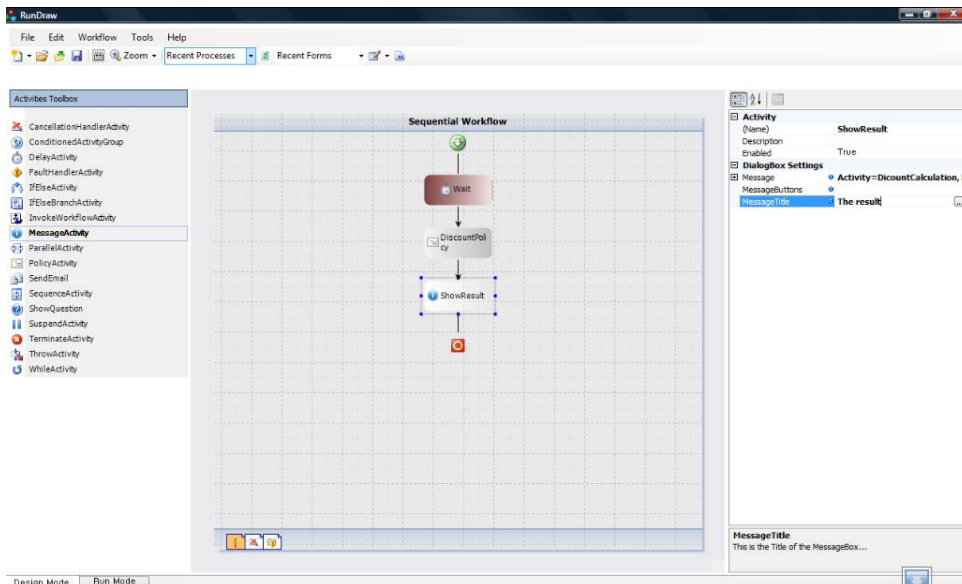 RunDraw
File Edit Workflow Tools Help
Zoom Recent Processes Recent Forms
Activities Toolbox
CancellationHandlerActivity
ConditionedActivityGroup
DelayActivity
FaultHandlerActivity
IfElseActivity
IfElseBranchActivity
InvokeWorkflowActivity
MessageActivity
ParallelActivity
PolicyActivity
SendEmail
SequenceActivity
ShowQuestion
SuspendActivity
TerminateActivity
ThrowActivity
WhileActivity
Sequential Workflow
Wait
DiscountPoli
cy
ShowResult
Activity
(Name) ShowResult
Description
Enabled True
DialogBox Settings
Message Activity=DicountCalculation,
MessageButtons
MessageTitle The result
...
MessageTitle
This is the Title of the MessageBox...
Design Mode Run Mode